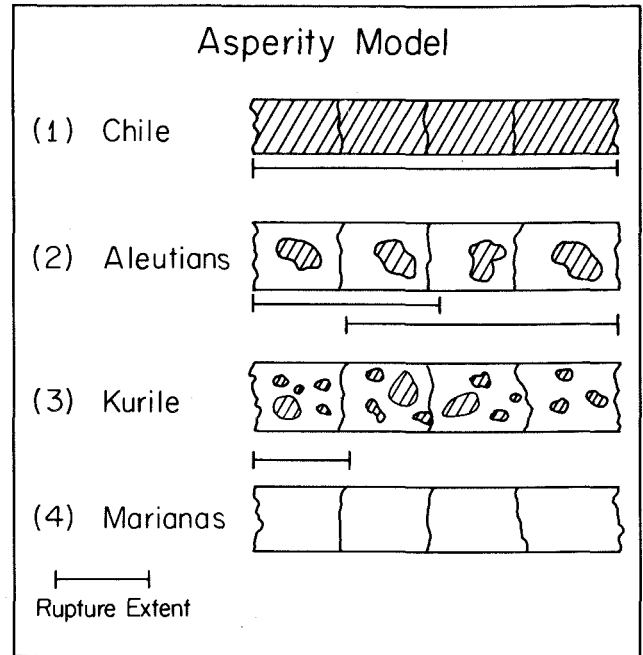 Asperity Model
(1) Chile
(2) Aleutians
(3) Kurile
(4) Marianas
Rupture Extent